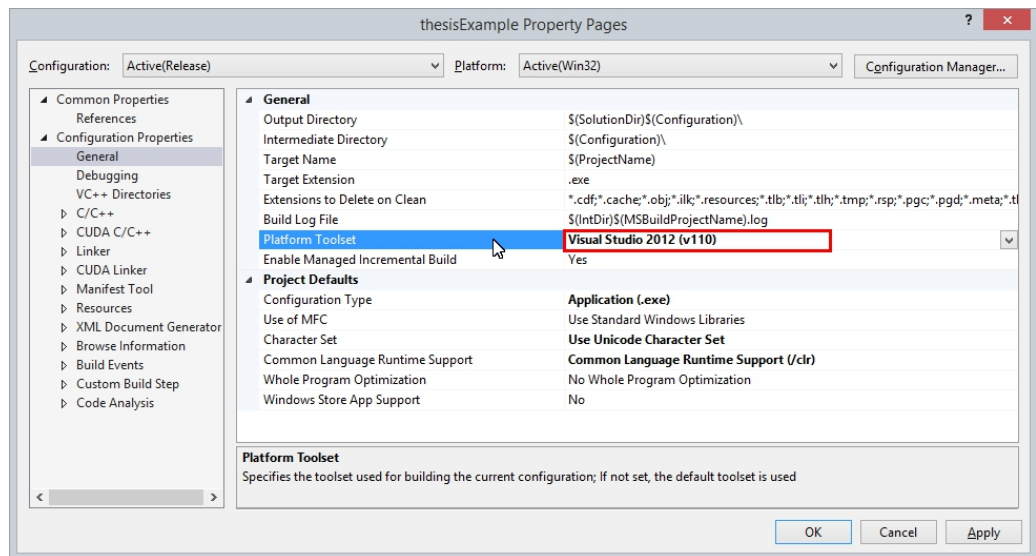 thesisExample Property Pages
?
Configuration: Active(Release) Platform: Active(Win32) Configuration Manager...
Common Properties
References
Configuration Properties
General
Debugging
VC++ Directories
C/C++
CUDA C/C++
Linker
CUDA Linker
Manifest Tool
Resources
XML Document Generator
Browse Information
Build Events
Custom Build Step
Code Analysis
General
Output Directory $(SolutionDir)$(Configuration)\
Intermediate Directory $(Configuration)\
Target Name $(ProjectName)
Target Extension .exe
Extensions to Delete on Clean *.cdf;*.cache;*.obj;*.ilk;*.resources;*.tlb;*.tli;*.tlh;*.tmp;*.rsp;*.pgc;*.pgd;*.meta;*.tl
Build Log File $(IntDir)$(MSBuildProjectName).log
Platform Toolset Visual Studio 2012 (v110)
Enable Managed Incremental Build Yes
Project Defaults
Configuration Type Application (.exe)
Use of MFC Use Standard Windows Libraries
Character Set Use Unicode Character Set
Common Language Runtime Support Common Language Runtime Support (/clr)
Whole Program Optimization No Whole Program Optimization
Windows Store App Support No
Platform Toolset
Specifies the toolset used for building the current configuration; If not set, the default toolset is used
OK Cancel Apply